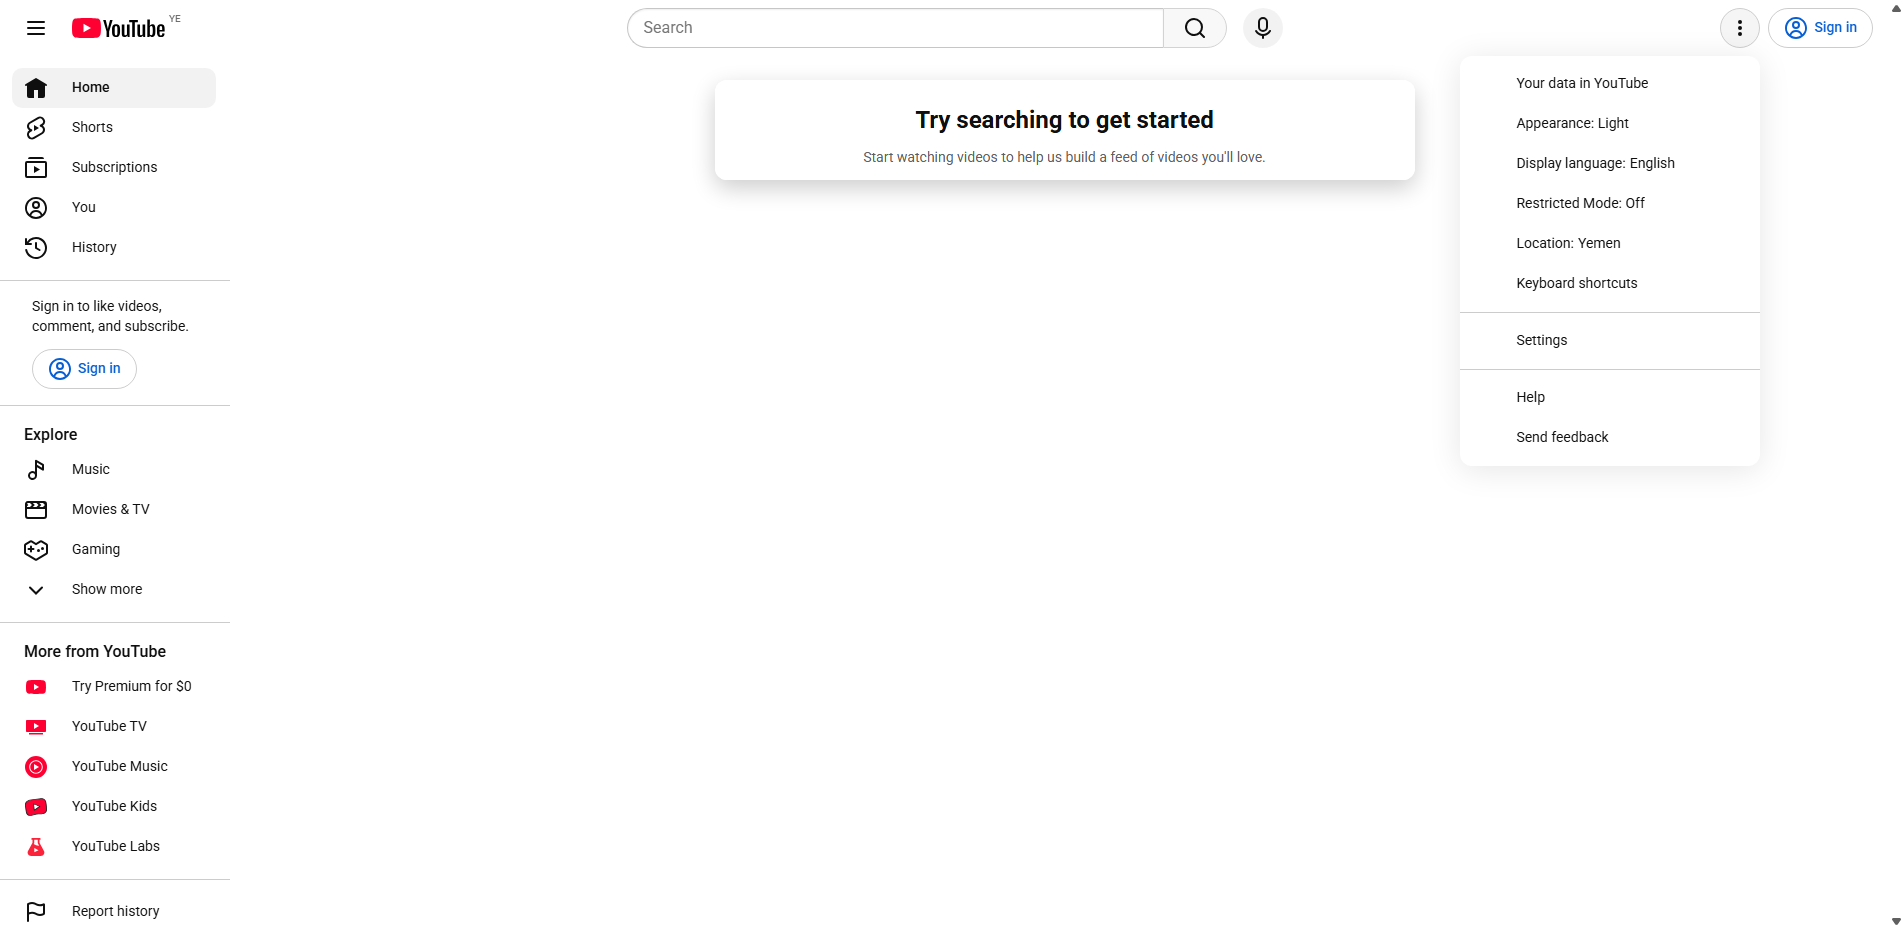 YouTube YE
Search
Sign in
Home
Shorts
Subscriptions
You
History
Sign in to like videos,
comment, and subscribe.
Sign in
Explore
Music
Movies & TV
Gaming
Show more
More from YouTube
Try Premium for $0
YouTube TV
YouTube Music
YouTube Kids
YouTube Labs
Report history
Try searching to get started
Start watching videos to help us build a feed of videos you'll love.
Your data in YouTube
Appearance: Light
Display language: English
Restricted Mode: Off
Location: Yemen
Keyboard shortcuts
Settings
Help
Send feedback